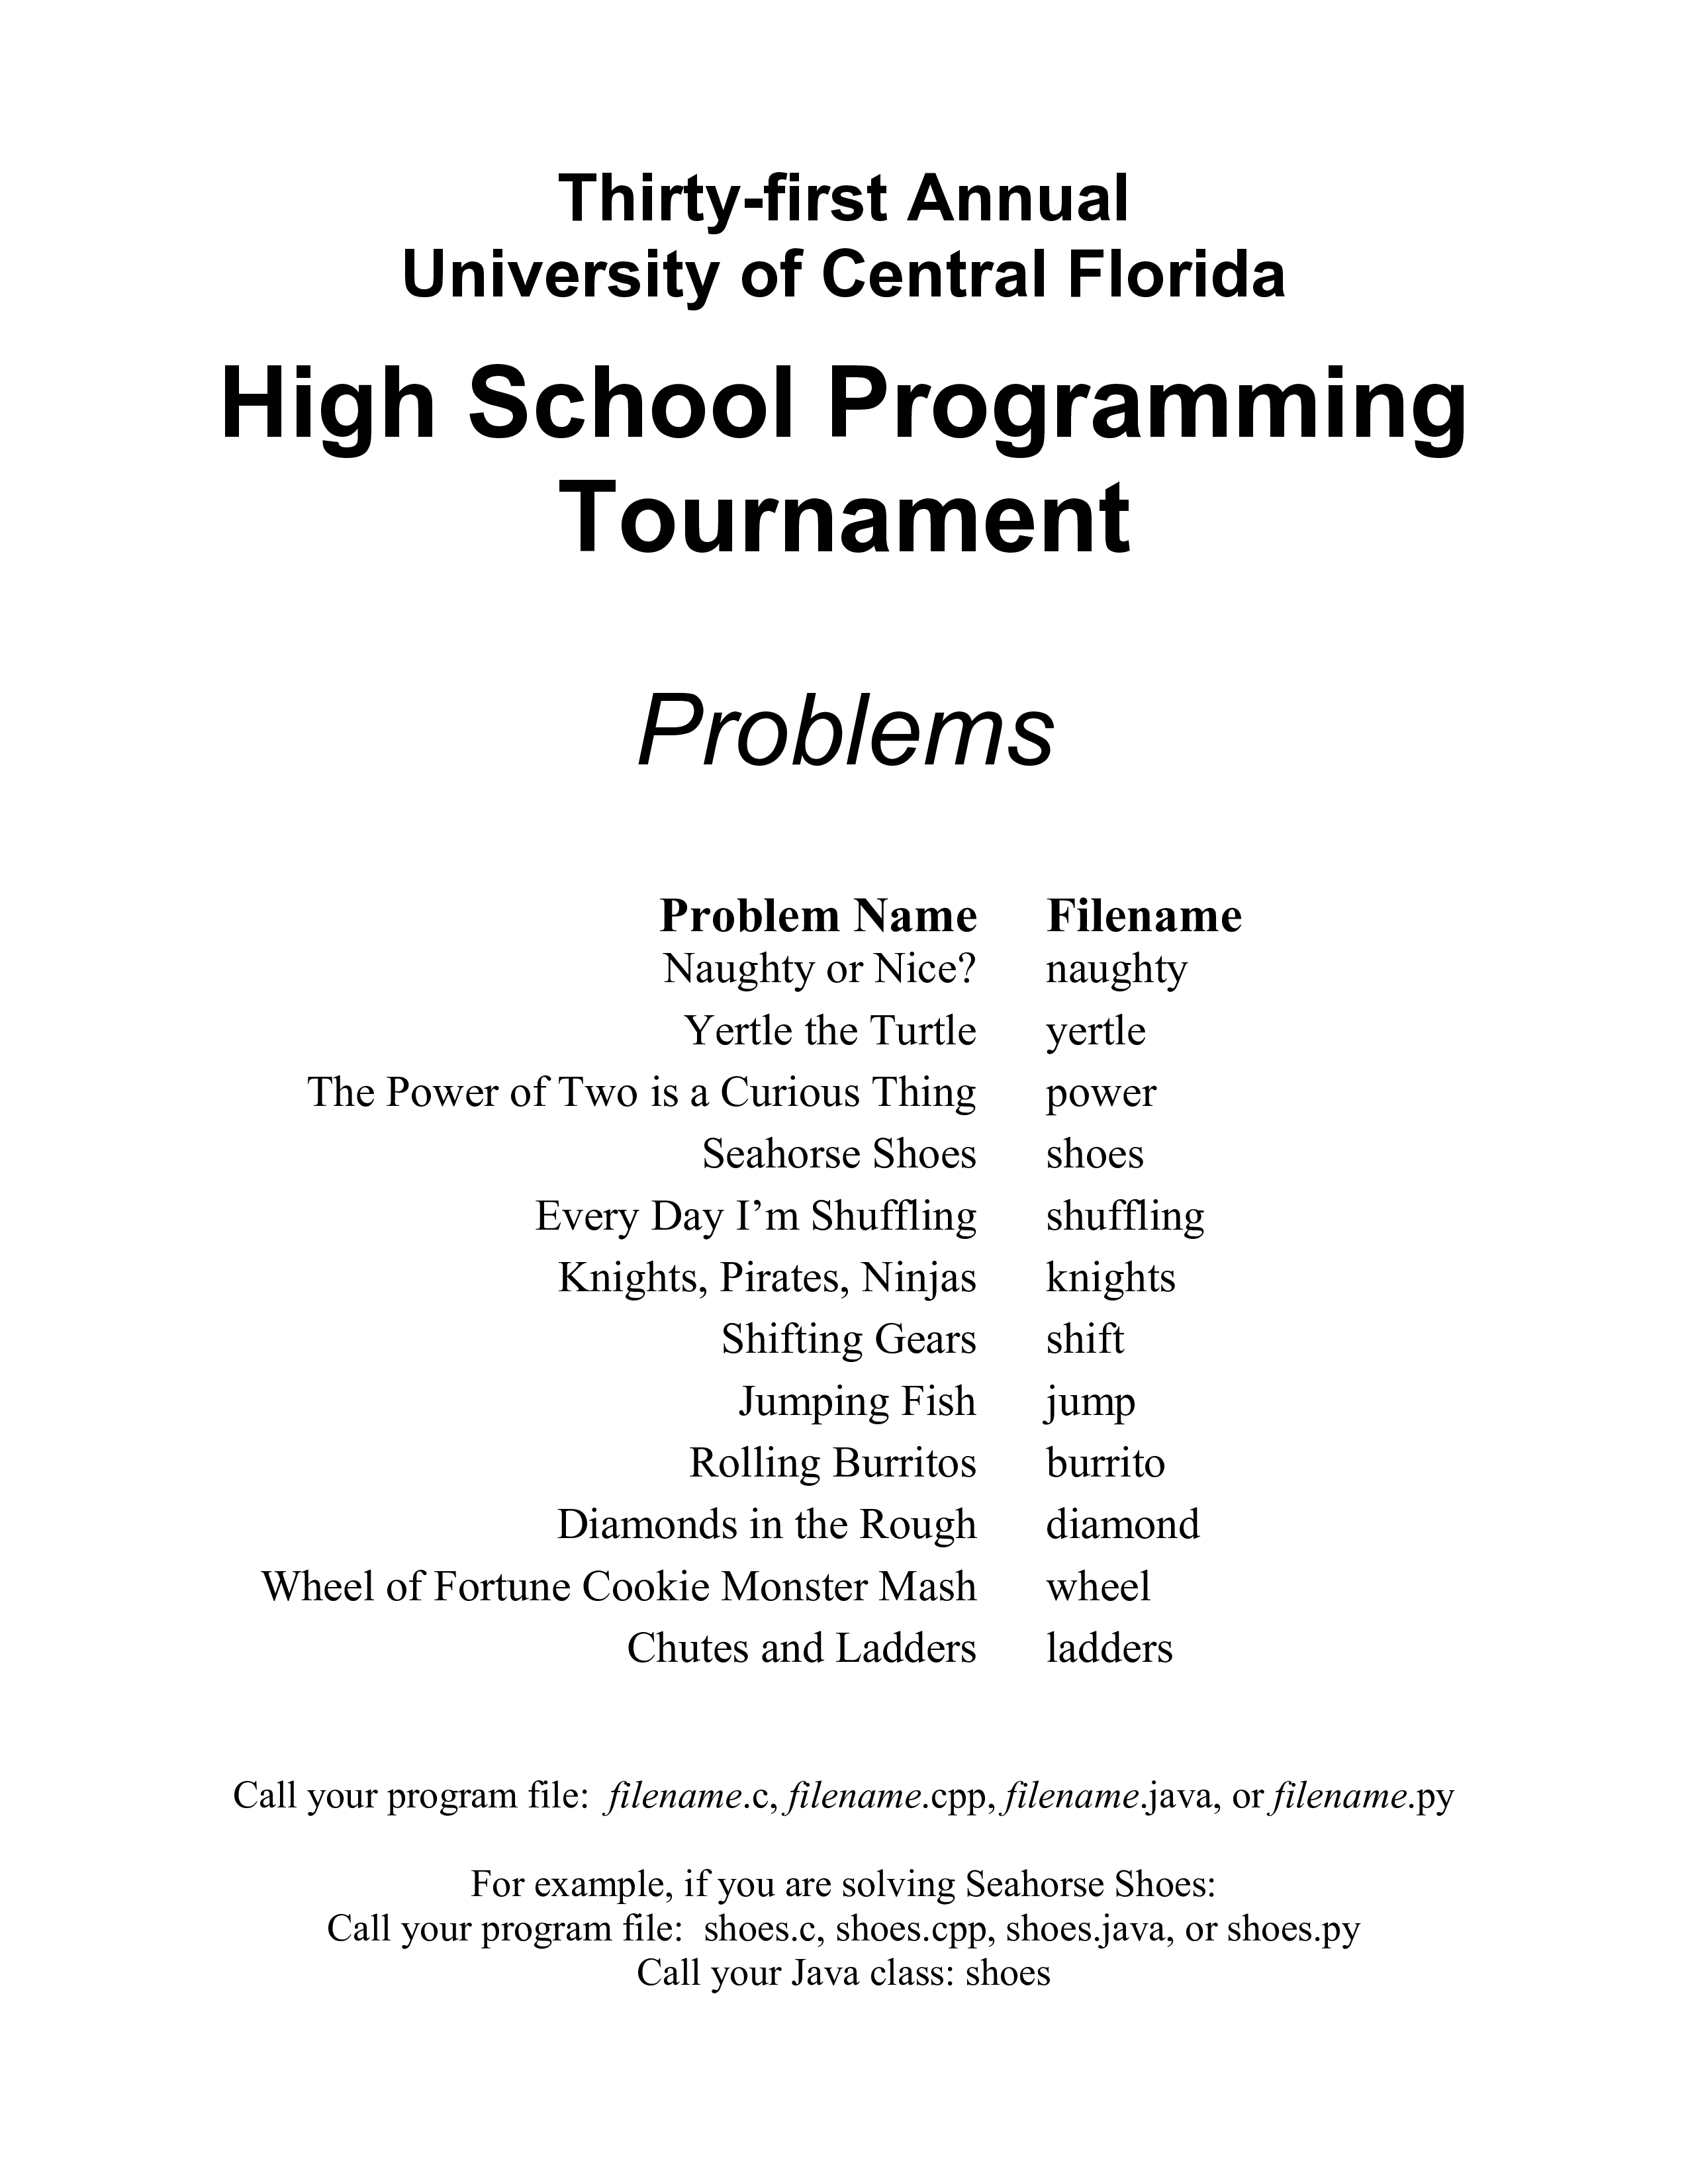 Thirty-first Annual
University of Central Florida
High School Programming
Tournament
Problems
Problem Name Filename
Naughty or Nice? naughty
Yertle the Turtle yertle
The Power of Two is a Curious Thing power
Seahorse Shoes shoes
Every Day I’m Shuffling shuffling
Knights, Pirates, Ninjas knights
Shifting Gears shift
Jumping Fish jump
Rolling Burritos burrito
Diamonds in the Rough diamond
Wheel of Fortune Cookie Monster Mash wheel
Chutes and Ladders ladders
Call your program file: filename.c, filename.cpp, filename.java, or filename.py
For example, if you are solving Seahorse Shoes:
Call your program file: shoes.c, shoes.cpp, shoes.java, or shoes.py
Call your Java class: shoes